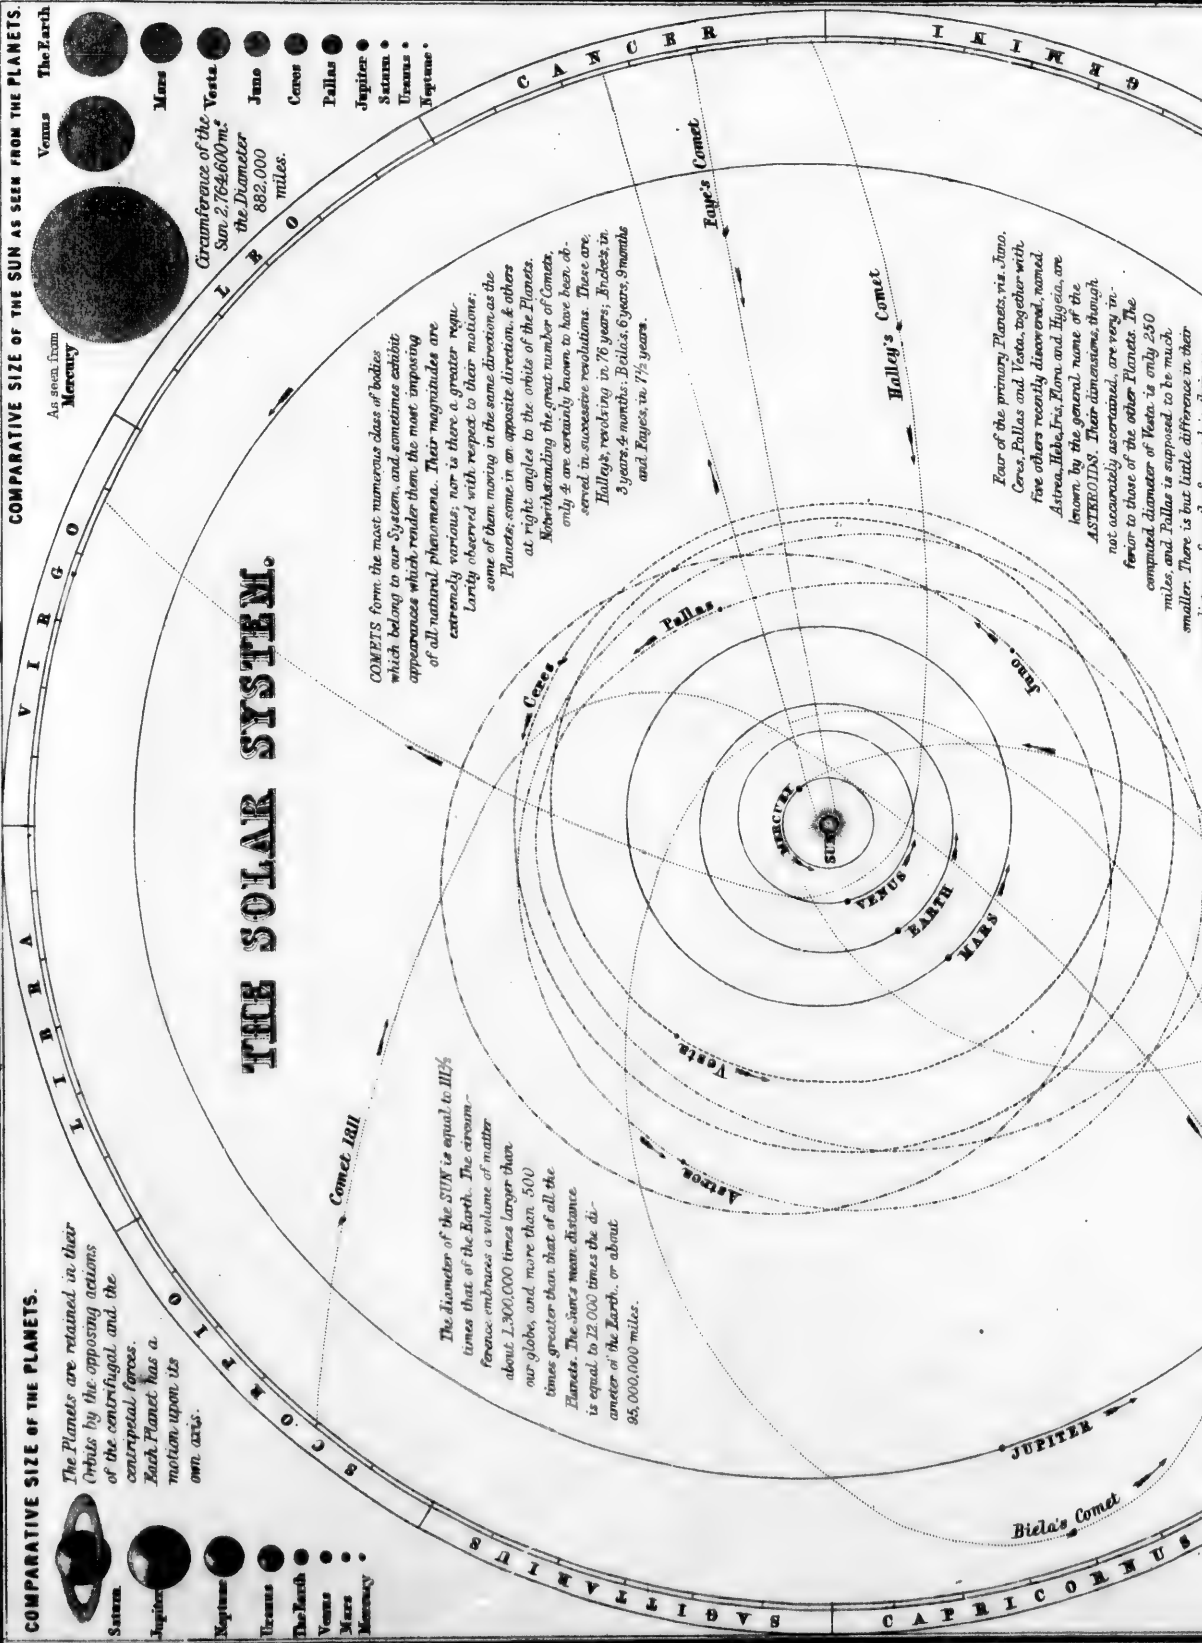 COMPARATIVE SIZE OF THE PLANETS.
Saturn
Jupiter
Neptune
Uranus
The Earth
Venus
Mars
Mercury
The Planets are retained in their
Orbits by the opposing actions
of the centrifugal and the
centripetal forces.
Each Planet has a
motion upon its
own axis.
COMPARATIVE SIZE OF THE SUN AS SEEN FROM THE PLANETS.
As seen from
Mercury
Venus
The Earth
Mars
Vesta
Juno
Ceres
Pallas
Jupiter
Saturn
Uranus
Neptune
Circumference of the
Sun 2,764,600 m.
the Diameter
882,000
miles.
THE SOLAR SYSTEM.
SAGITTARIUS
SCORPIO
LIBRA
VIRGO
LEO
CANCER
GEMINI
CAPRICORNUS
COMETS form the most numerous class of bodies
which belong to our System, and sometimes exhibit
appearances which render them the most imposing
of all natural phenomena. Their magnitudes are
extremely various; nor is there a greater regu-
larity observed with respect to their motions;
some of them moving in the same direction as the
Planets; some in an opposite direction, & others
at right angles to the orbits of the Planets.
Notwithstanding the great number of Comets,
only 4 are certainly known to have been ob-
served in successive revolutions. These are,
Halley's, revolving in 76 years; Encke's, in
3 years, 4 months; Beila's, 6 years, 9 months
and Faye's, in 7½ years.
The diameter of the SUN is equal to 111½
times that of the Earth. The circum-
ference embraces a volume of matter
about 1,300,000 times larger than
our globe, and more than 500
times greater than that of all the
Planets. The Sun's mean distance
is equal to 12,000 times the di-
ameter of the Earth, or about
95,000,000 miles.
Four of the primary Planets, viz. Juno,
Ceres, Pallas and Vesta, together with
five others recently discovered, named
Astrea, Hebe, Iris, Flora and Hygeia, are
known by the general name of the
ASTEROIDS. Their dimensions, though
not accurately ascertained, are very in-
ferior to those of the other Planets. The
computed diameter of Vesta is only 250
miles, and Pallas is supposed to be much
smaller. There is but little difference in their
Comet 1811
Faye's Comet
Halley's Comet
Biela's Comet
Ceres
Pallas
Juno
Vesta
Astrea
MERCURY
SUN
VENUS
EARTH
MARS
JUPITER